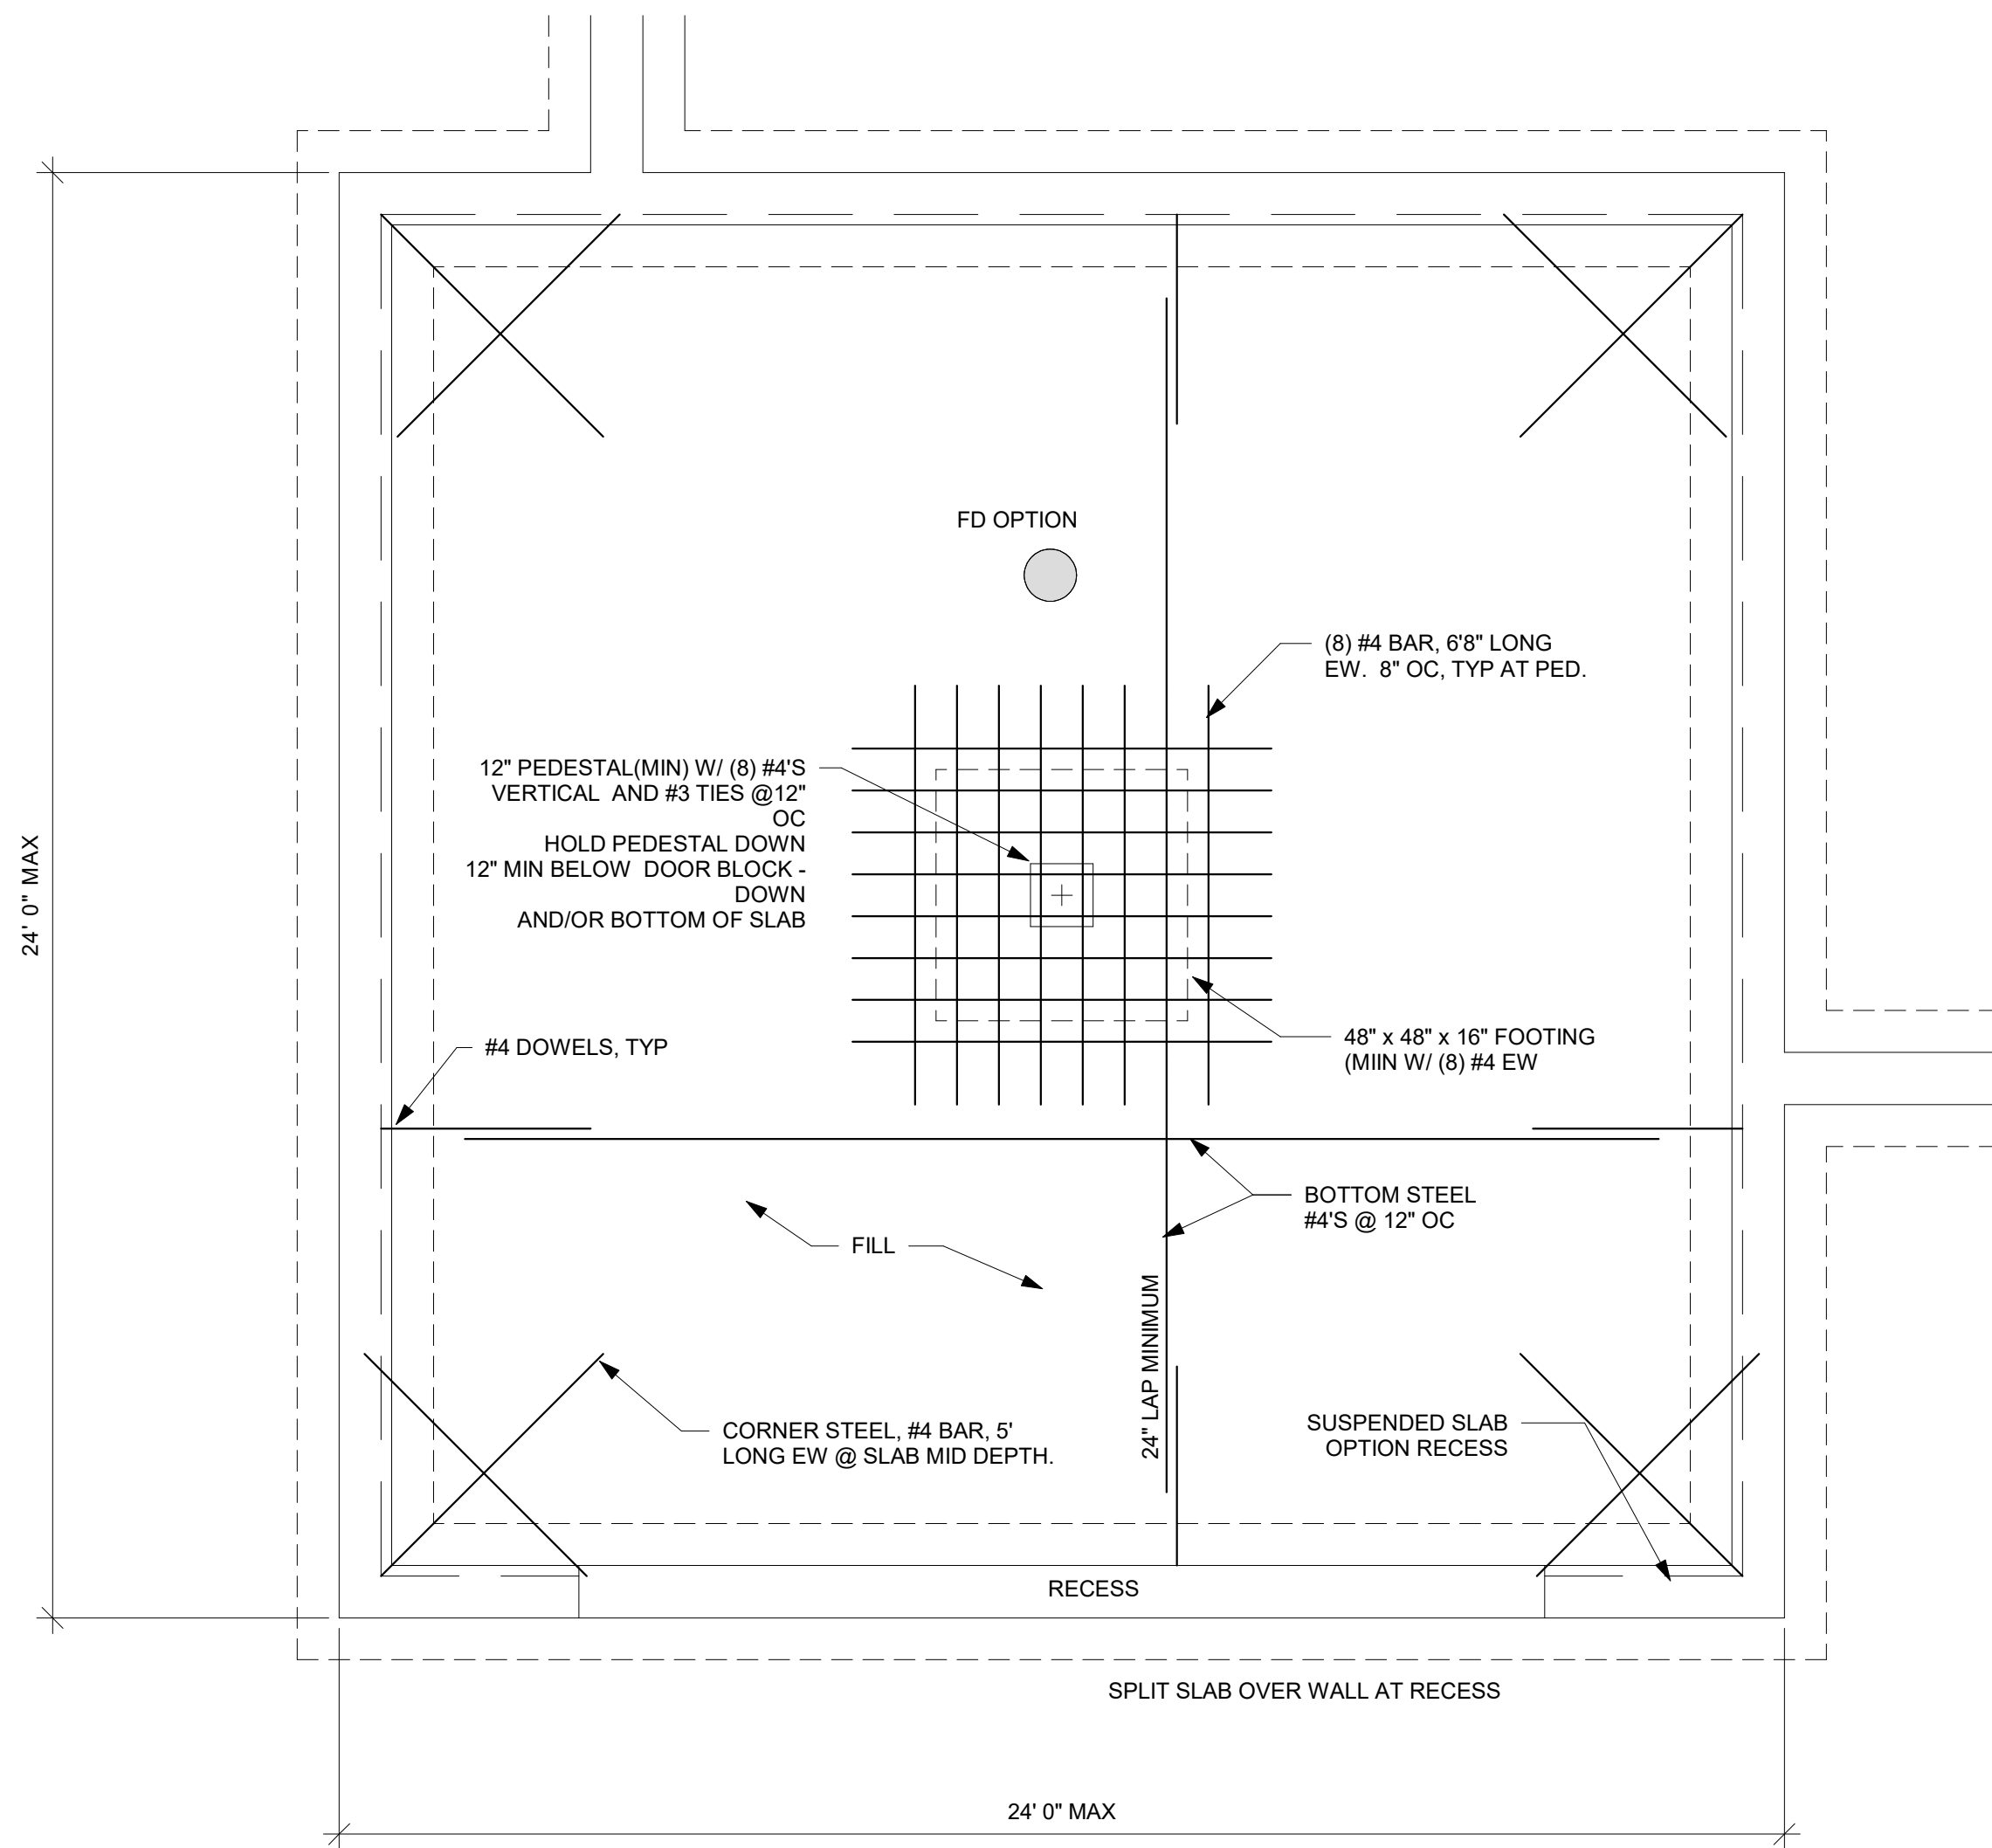 FD OPTION
(8) #4 BAR, 6'8" LONG
EW.  8" OC, TYP AT PED.
12" PEDESTAL(MIN) W/ (8) #4'S
VERTICAL  AND #3 TIES @12"
OC
HOLD PEDESTAL DOWN
12" MIN BELOW  DOOR BLOCK -
DOWN
AND/OR BOTTOM OF SLAB
24' 0" MAX
#4 DOWELS, TYP
48" x 48" x 16" FOOTING
(MIIN W/ (8) #4 EW
BOTTOM STEEL
#4'S @ 12" OC
FILL
24" LAP MINIMUM
CORNER STEEL, #4 BAR, 5'
LONG EW @ SLAB MID DEPTH.
SUSPENDED SLAB
OPTION RECESS
RECESS
SPLIT SLAB OVER WALL AT RECESS
24' 0" MAX